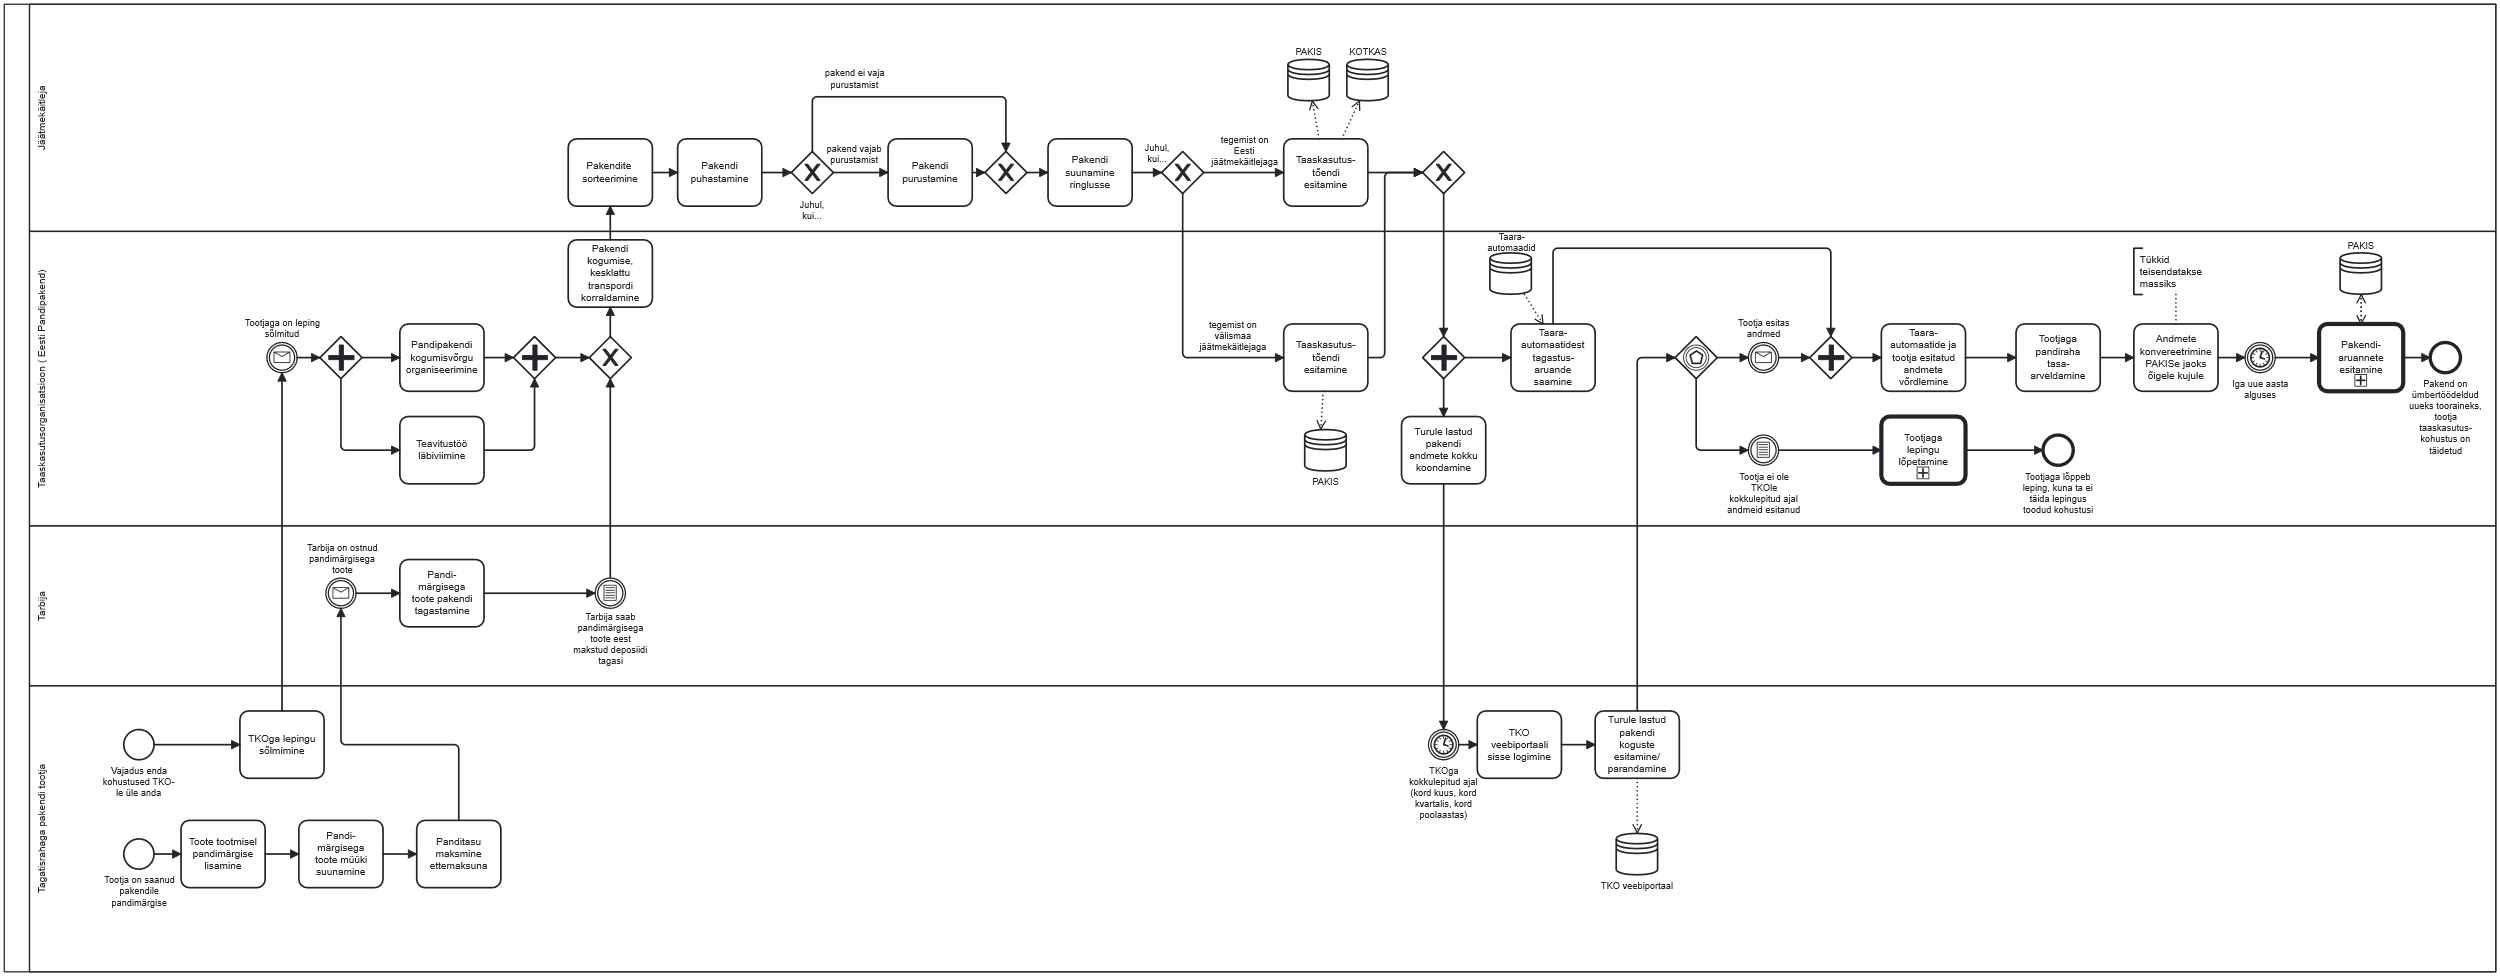 Jäätmekäitleja
PAKIS
KOTKAS
pakend ei vaja
purustamist
Pakendite
sorteerimine
Pakendi
puhastamine
pakend vajab
purustamist
Juhul,
kui...
Pakendi
purustamine
Pakendi
suunamine
ringlusse
Juhul,
kui...
tegemist on
Eesti
jäätmekäitlejaga
Taaskasutus-
tõendi
esitamine
Taaskasutusorganisatsioon ( Eesti Pandipakend)
Tootjaga on leping
sõlmitud
Pandipakendi
kogumisvõrgu
organiseerimine
Teavitustöö
läbiviimine
Pakendi
kogumise,
kesklattu
transpordi
korraldamine
tegemist on
välismaa
jäätmekäitlejaga
Taaskasutus-
tõendi
esitamine
PAKIS
Turule lastud
pakendi
andmete kokku
koondamine
Taara-
automaadid
Taara-
automaatidest
tagastus-
aruande
saamine
Tootja esitas
andmed
Tootja ei ole
TKOle
kokkulepitud ajal
andmeid esitanud
Taara-
automaatide ja
tootja esitatud
andmete
võrdlemine
Tootjaga
lepingu
lõpetamine
Tootjaga lõppeb
leping, kuna ta ei
täida lepingus
toodud kohustusi
Tootjaga
pandiraha
tasa-
arveldamine
Tükkid
teisendatakse
massiks
Andmete
konvereetrimine
PAKISe jaoks
õigele kujule
Iga uue aasta
alguses
PAKIS
Pakendi-
aruannete
esitamine
Pakend on
ümbertöödeldud
uueks tooraineks,
tootja
taaskasutus-
kohustus on
täidetud
Tarbija
Tarbija on ostnud
pandimärgisega
toote
Pandi-
märgisega
toote pakendi
tagastamine
Tarbija saab
pandimärgisega
toote eest
makstud deposiidi
tagasi
Tagatisrahaga pakendi tootja
Vajadus enda
kohustused TKO-
le üle anda
TKOga lepingu
sõlmimine
Tootja on saanud
pakendile
pandimärgise
Toote tootmisel
pandimärgise
lisamine
Pandi-
märgisega
toote müüki
suunamine
Panditasu
maksmine
ettemaksuna
TKOga
kokkulepitud ajal
(kord kuus, kord
kvartalis, kord
poolaastas)
TKO
veebiportaali
sisse logimine
Turule lastud
pakendi
koguste
esitamine/
parandamine
TKO veebiportaal